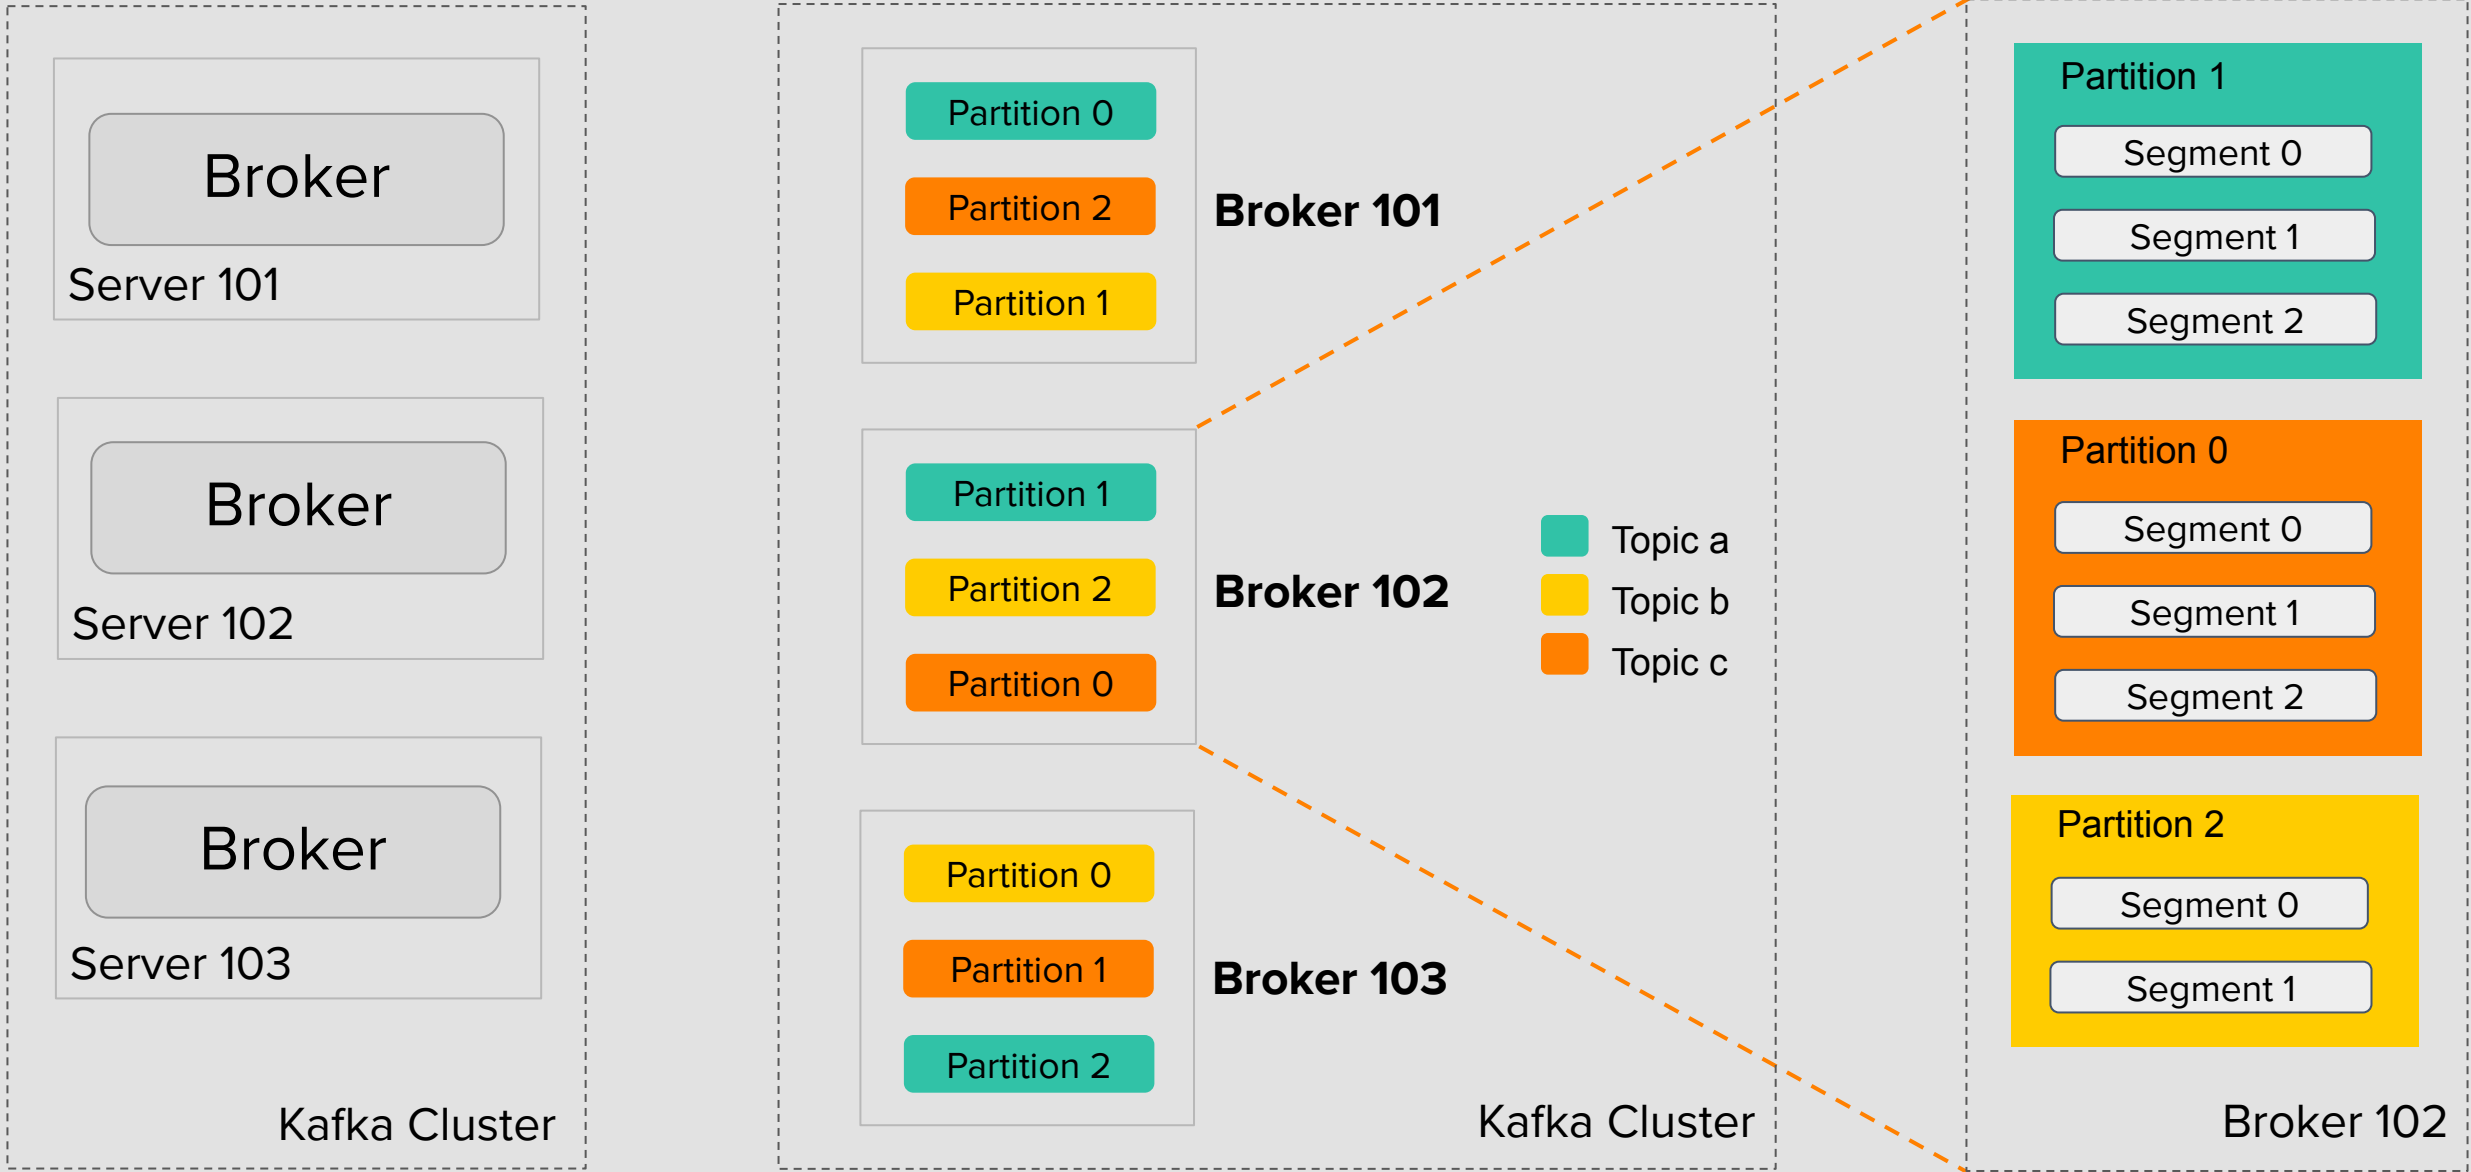 Broker
Server 101
Broker
Server 102
Broker
Server 103
Kafka Cluster
Partition 0
Partition 2
Partition 1
Broker 101
Partition 1
Partition 2
Partition 0
Broker 102
Topic a
Topic b
Topic c
Partition 0
Partition 1
Partition 2
Broker 103
Kafka Cluster
Partition 1
Segment 0
Segment 1
Segment 2
Partition 0
Segment 0
Segment 1
Segment 2
Partition 2
Segment 0
Segment 1
Broker 102